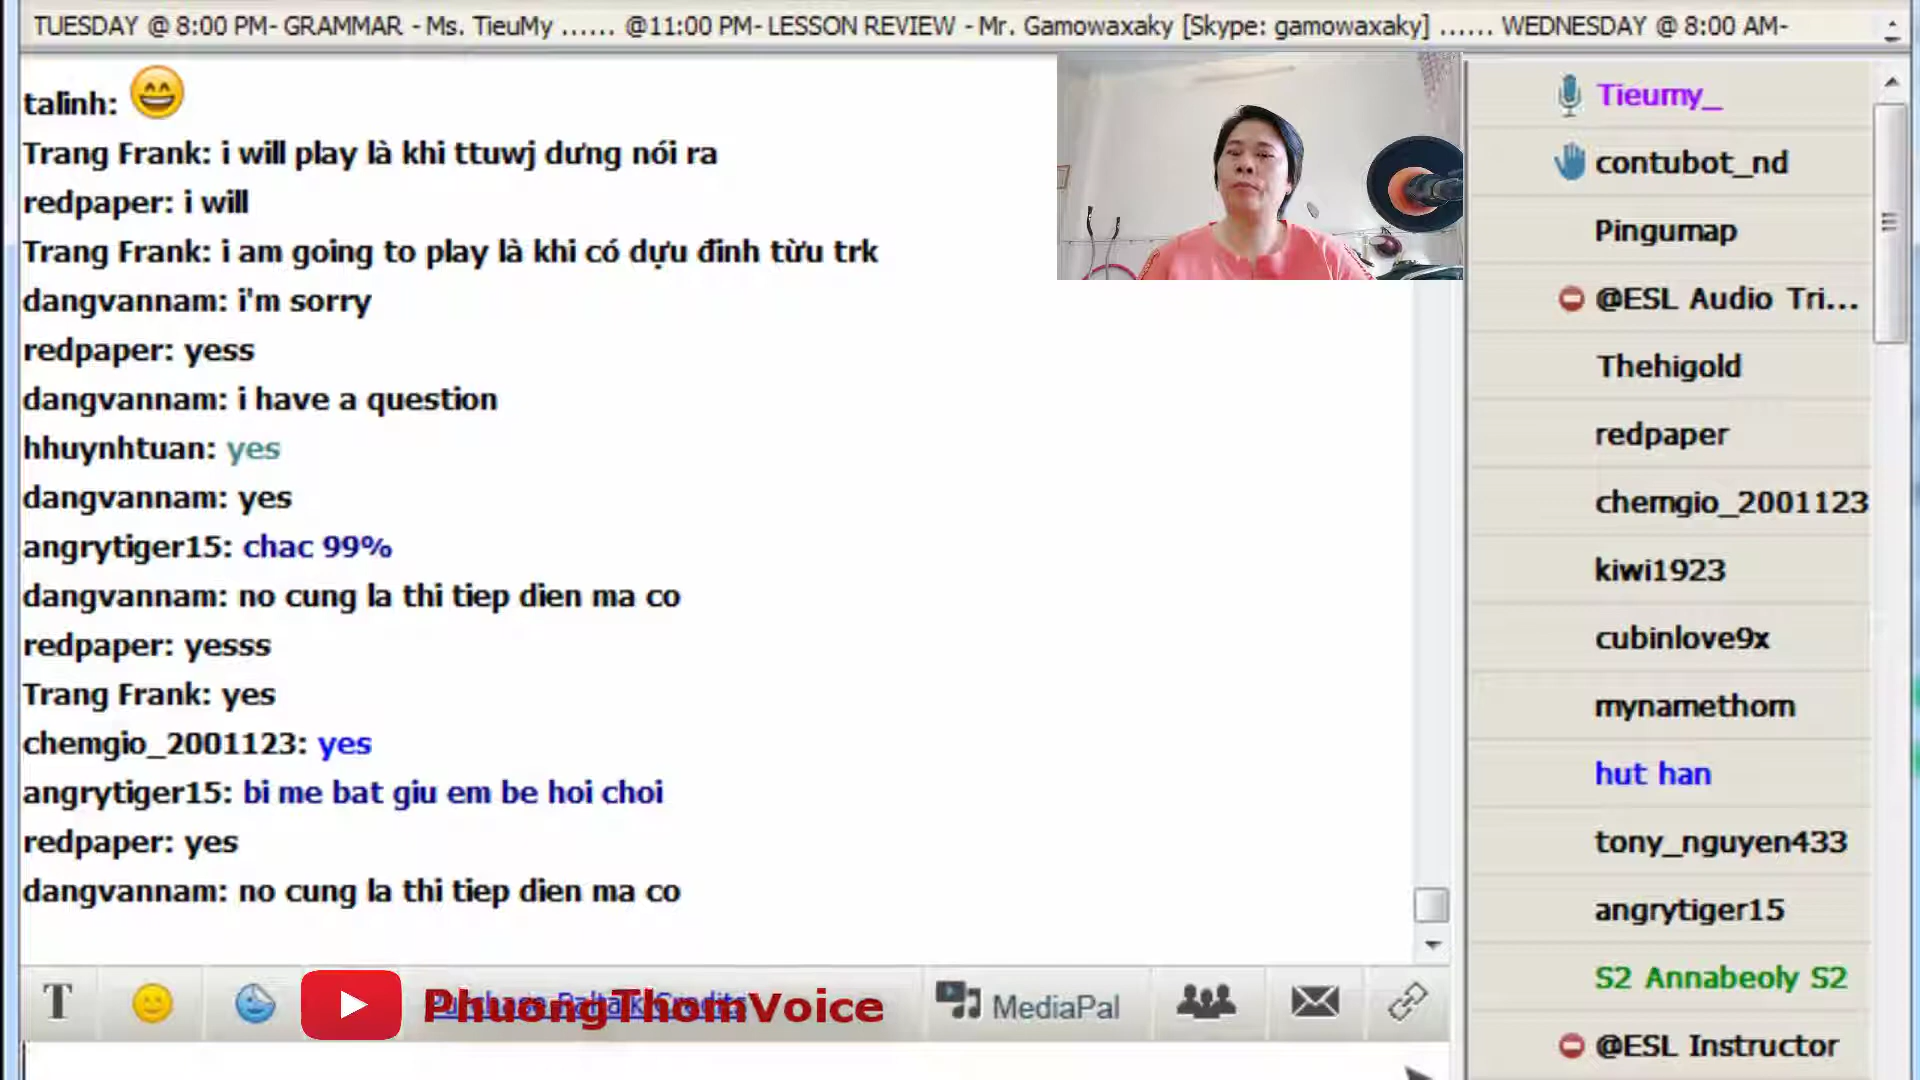 TUESDAY @ 8:00 PM- GRAMMAR - Ms. TieuMy ...... @11:00 PM- LESSON REVIEW - Mr. Gamowaxaky [Skype: gamowaxaky] ...... WEDNESDAY @ 8:00 AM-
talinh:
Trang Frank: i will play là khi ttuwj dưng nói ra
redpaper: i will
Trang Frank: i am going to play là khi có dựu đinh từu trk
dangvannam: i'm sorry
redpaper: yess
dangvannam: i have a question
hhuynhtuan: yes
dangvannam: yes
angrytiger15: chac 99%
dangvannam: no cung la thi tiep dien ma co
redpaper: yesss
Trang Frank: yes
chemgio_2001123: yes
angrytiger15: bi me bat giu em be hoi choi
redpaper: yes
dangvannam: no cung la thi tiep dien ma co
Tieumy_
contubot_nd
Pingumap
@ESL Audio Tri...
Thehigold
redpaper
chemgio_2001123
kiwi1923
cubinlove9x
mynamethom
hut han
tony_nguyen433
angrytiger15
S2 Annabeoly S2
@ESL Instructor
T
Purchase Paltalk Credits
PhuongThomVoice
MediaPal